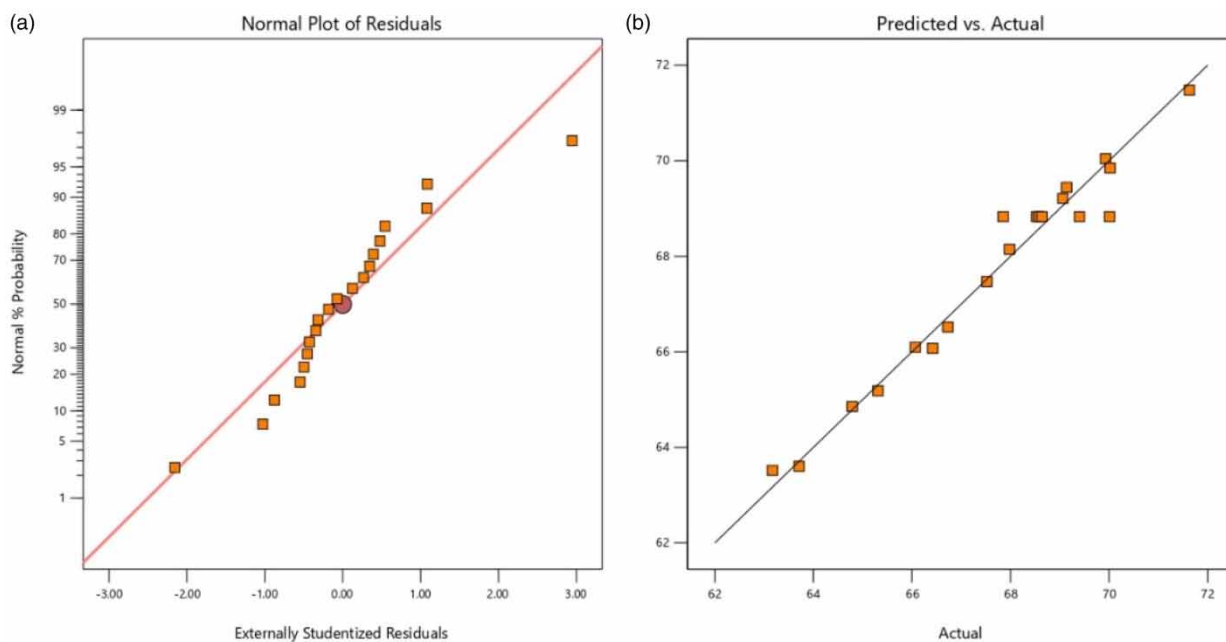 (a)
Normal Plot of Residuals
Normal % Probability
99
95
90
80
70
50
30
20
10
5
1
-3.00 -2.00 -1.00 0.00 1.00 2.00 3.00
Externally Studentized Residuals
(b)
Predicted vs. Actual
72
70
68
66
64
62
62 64 66 68 70 72
Actual